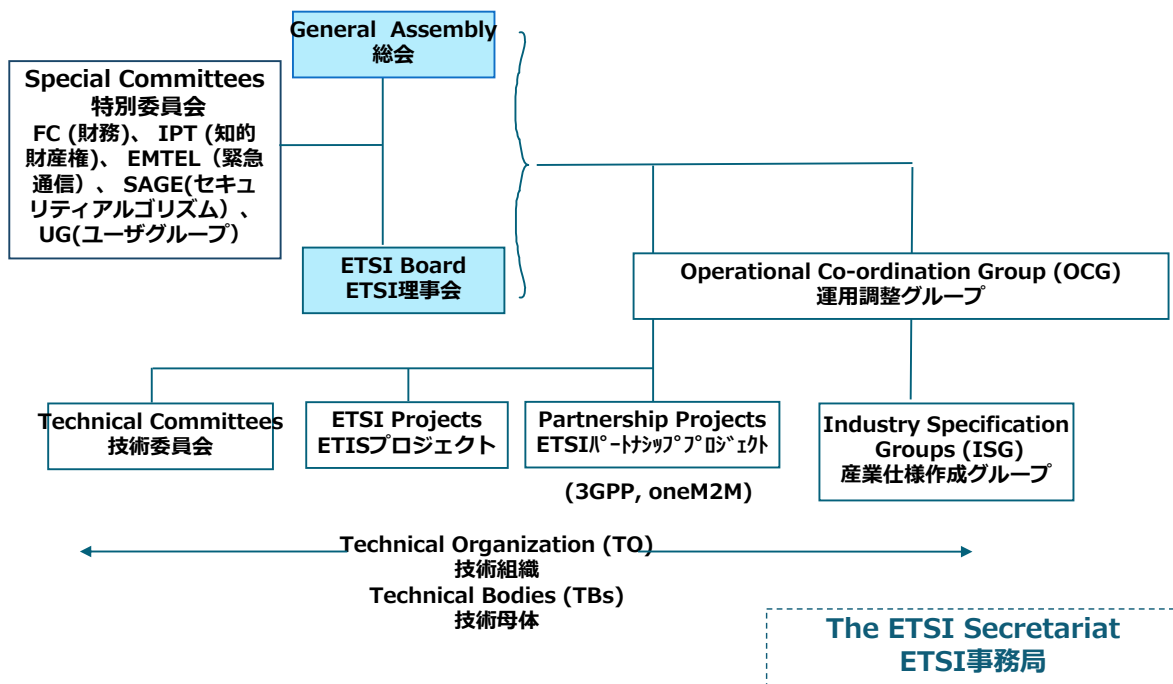 General Assembly
総会
Special Committees
特別委員会
FC (財務)、 IPT (知的
財産権)、 EMTEL（緊急
通信）、 SAGE(セキュ
リティアルゴリズム）、
UG(ユーザグループ）
ETSI Board
ETSI理事会
Operational Co-ordination Group (OCG)
運用調整グループ
Technical Committees
技術委員会
ETSI Projects
ETISプロジェクト
Partnership Projects
ETSIﾊﾟｰトナシッププﾛｼﾞｪｸﾄ
(3GPP, oneM2M)
Industry Specification
Groups (ISG)
産業仕様作成グループ
Technical Organization (TO)
技術組織
Technical Bodies (TBs)
技術母体
The ETSI Secretariat
ETSI事務局